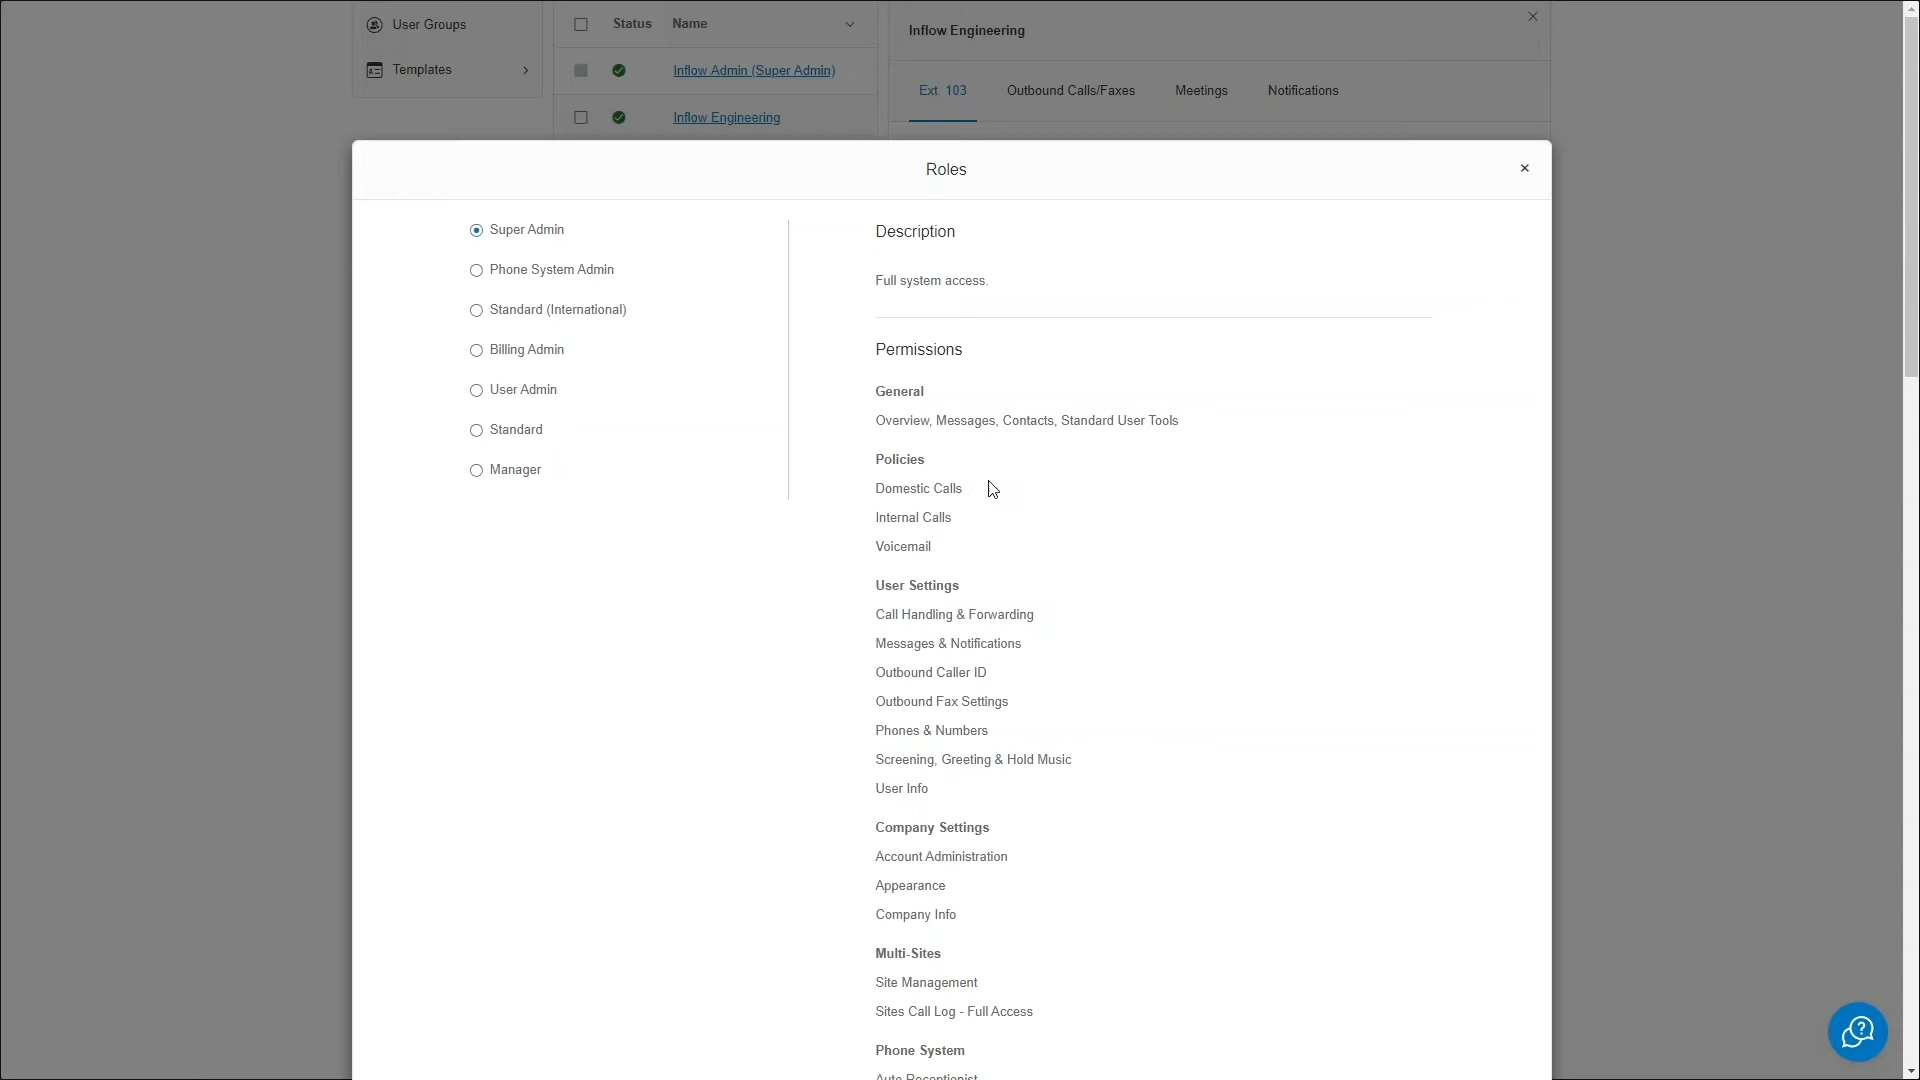 User Groups
Templates
Status Name
Inflow Admin (Super Admin)
Inflow Engineering
Inflow Engineering
Ext. 103 Outbound Calls/Faxes Meetings Notifications
Roles
Super Admin
Phone System Admin
Standard (International)
Billing Admin
User Admin
Standard
Manager
Description
Full system access.
Permissions
General
Overview, Messages, Contacts, Standard User Tools
Policies
Domestic Calls
Internal Calls
Voicemail
User Settings
Call Handling & Forwarding
Messages & Notifications
Outbound Caller ID
Outbound Fax Settings
Phones & Numbers
Screening, Greeting & Hold Music
User Info
Company Settings
Account Administration
Appearance
Company Info
Multi-Sites
Site Management
Sites Call Log - Full Access
Phone System
Auto Receptionist